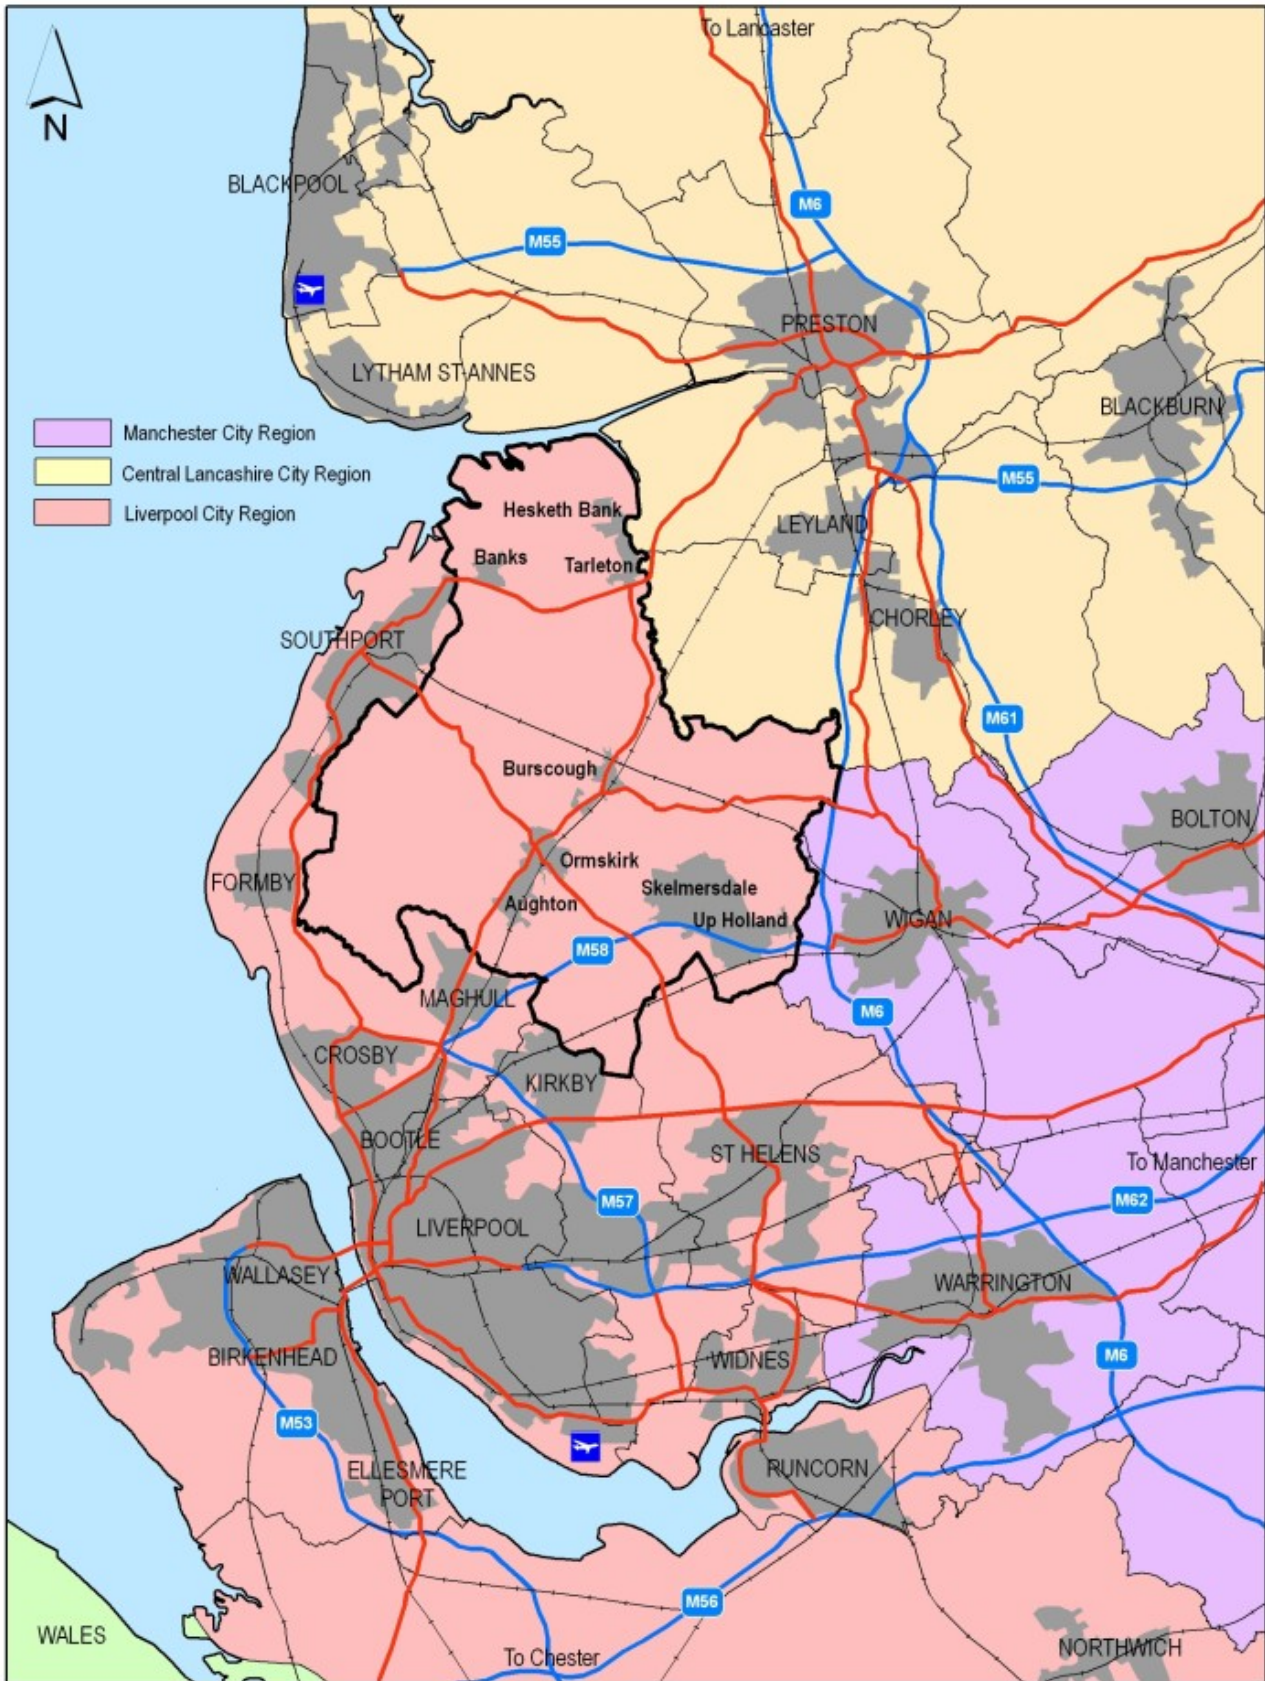 To Lancaster
N
BLACKPOOL
M6
M55
PRESTON
LYTHAM ST-ANNES
BLACKBURN
Manchester City Region
Central Lancashire City Region
Liverpool City Region
M55
Hesketh Bank
LEYLAND
Banks
Tarleton
CHORLEY
SOUTHPORT
M61
Burscough
BOLTON
Ormskirk
FORMBY
Skelmersdale
Aughton
Up Holland
WIGAN
M58
MAGHULL
M6
CROSBY
KIRKBY
BOOTLE
ST HELENS
To Manchester
M57
M62
LIVERPOOL
WALLASEY
WARRINGTON
BIRKENHEAD
WIDNES
M6
M53
ELLESMERE
PORT
RUNCORN
M56
WALES
To Chester
NORTHWICH